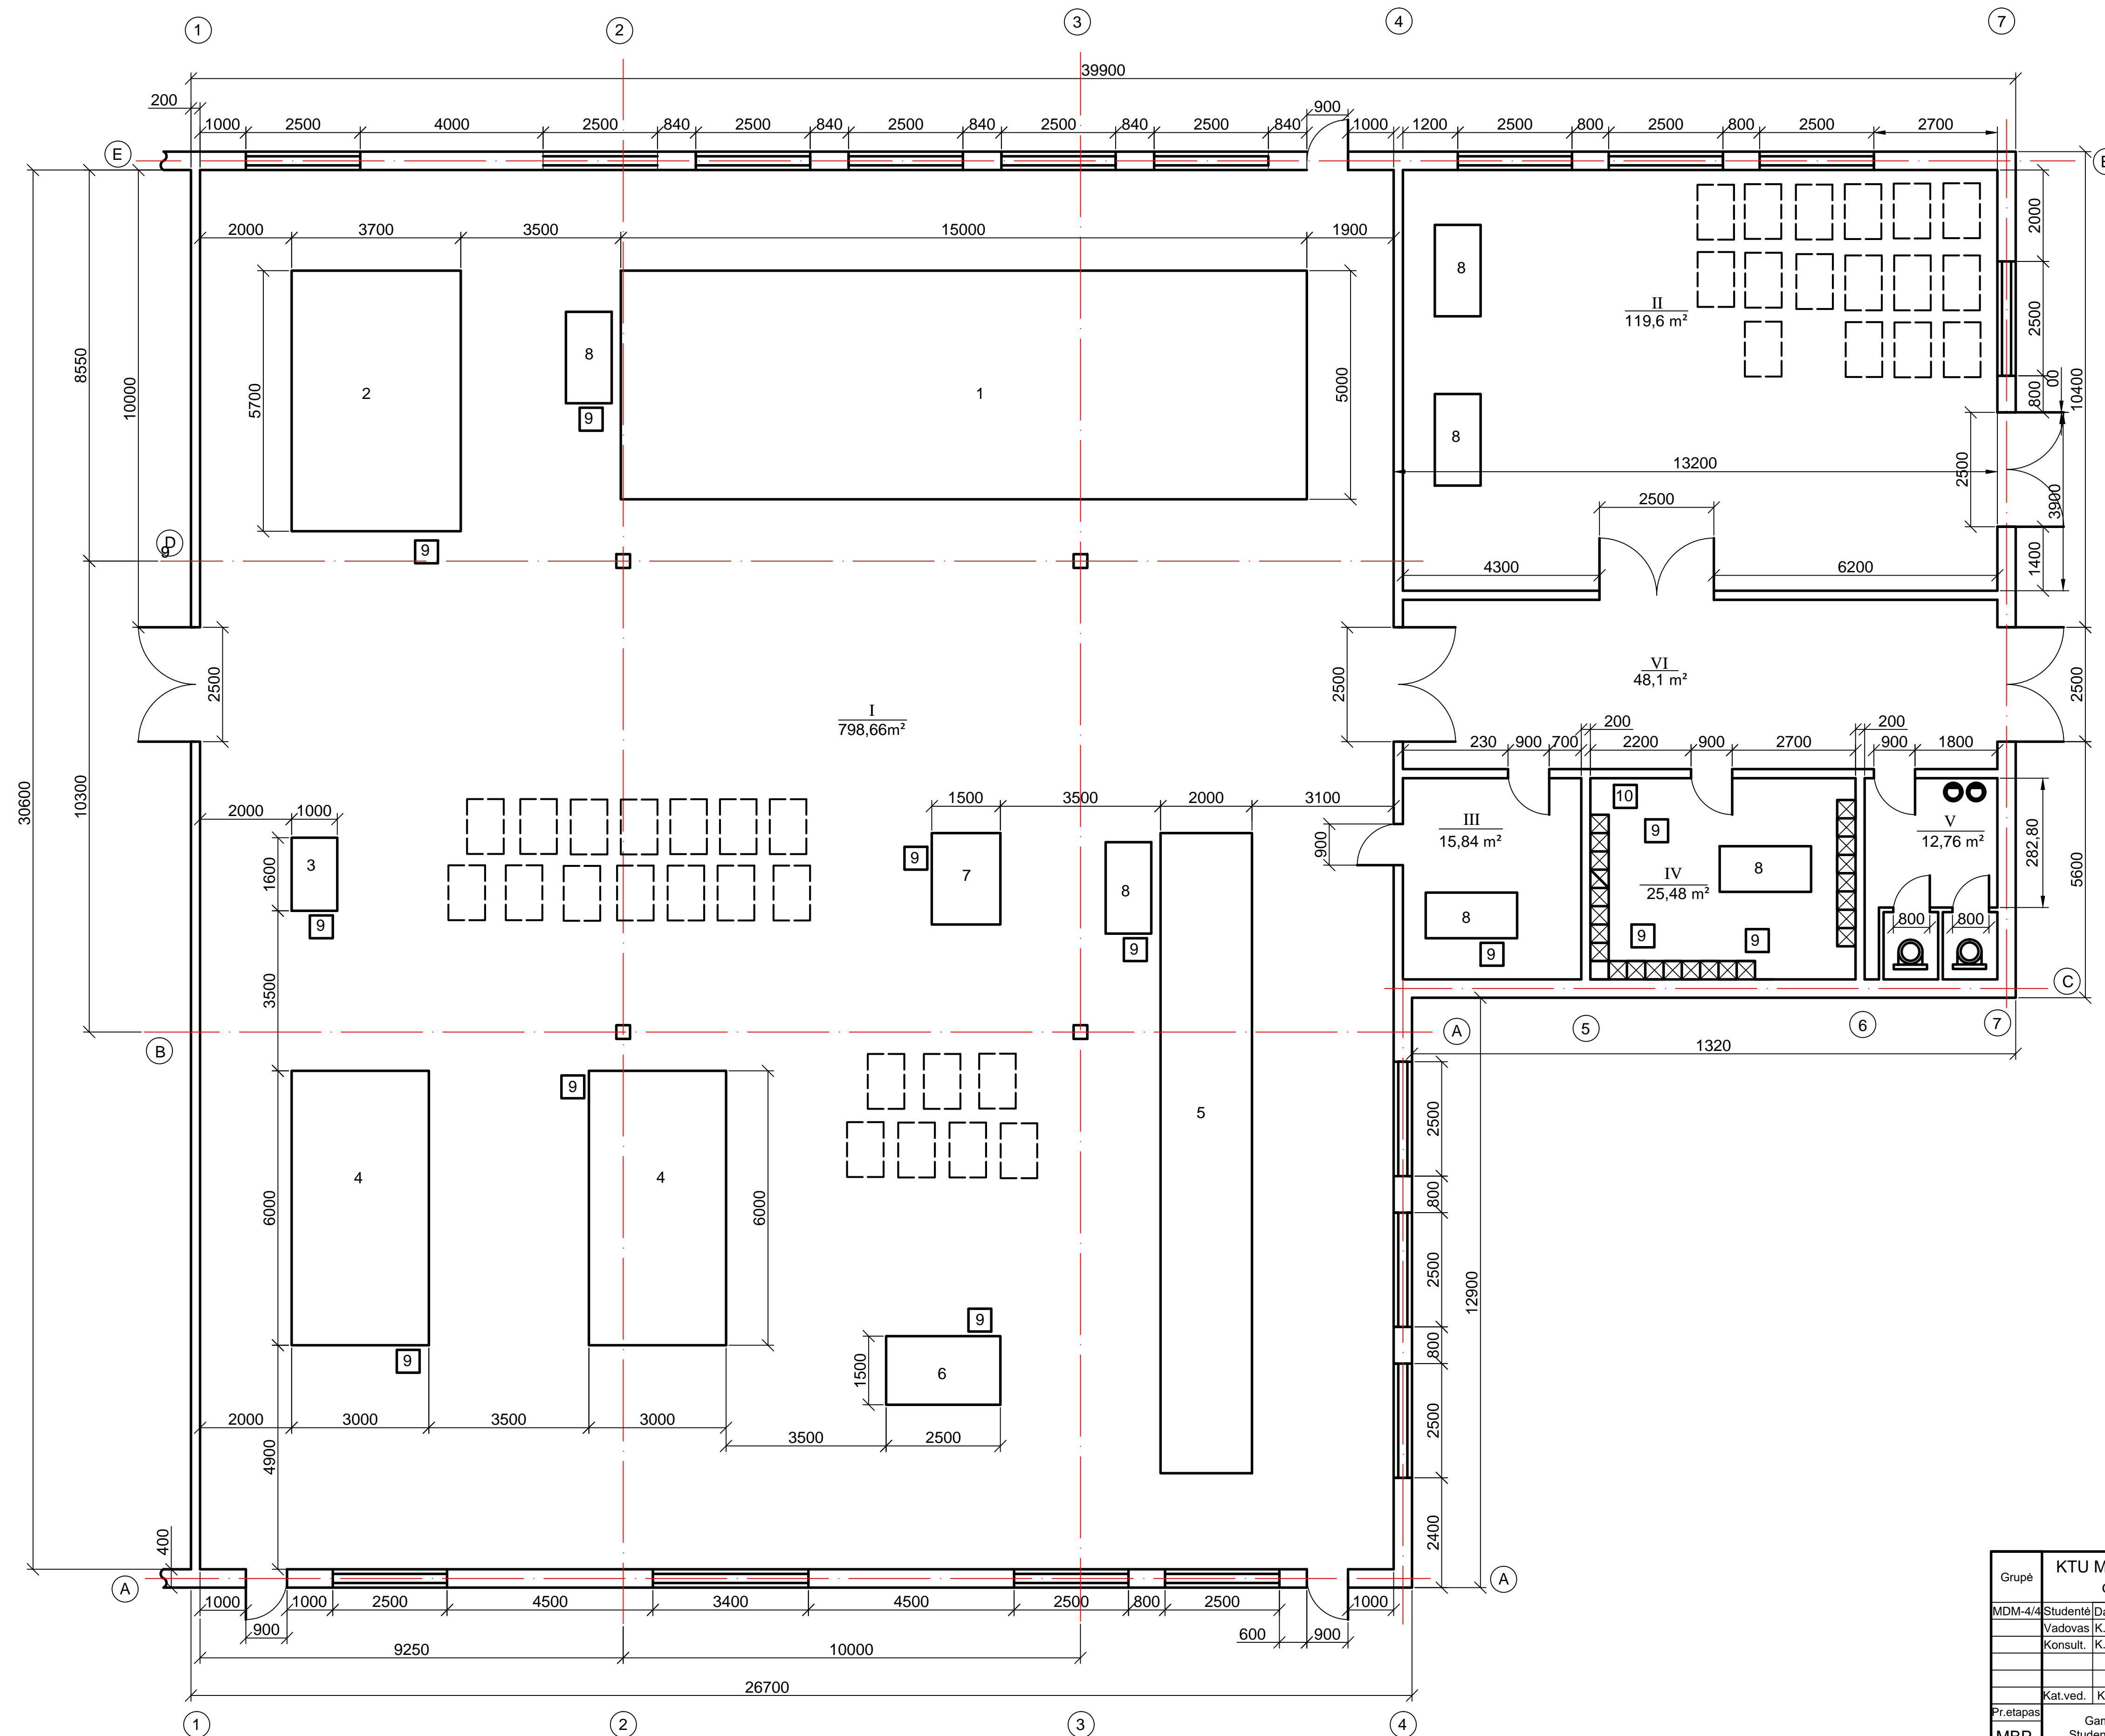 1 2 3 4 7
39900
200 900
1000 2500 4000 2500 840 2500 840 2500 840 2500 840 2500 840 1000 1200 2500 800 2500 800 2500 2700
E
2000 3700 3500 15000 1900
2000
8550
10000
5700
2
8
9
1
5000
8
II
119,6 m²
8
2500
800
00
10400
13200
2500
3900
2500
D
9
9
4300 6200
1400
2500
2500
I
798,66m²
VI
48,1 m²
2500
200 200
230 900 700 2200 900 2700 900 1800
30600
10300
2000 1000
1500 3500 2000 3100
3
1600
9
9
7
8
9
900
III
15,84 m²
8
9
10
9
IV
25,48 m²
8
9
9
V
12,76 m²
282,80
800 800
5600
3500
C
B
A
5 6 7
1320
9
4
6000
4
6000
5
2500
800
2500
800
2500
2400
12900
9
9
1500
6
2000 3000 3500 3000
3500 2500
4900
400
A
A
1000 1000 2500 4500 3400 4500 2500 800 2500 1000
900 600 900
9250 10000
26700
1 2 3 4
Grupė
KTU M
MDM-4/4 Studentė Da
Vadovas K.
Konsult. K.
Kat.ved. K
Pr.etapas
Gam
MBP
Studen